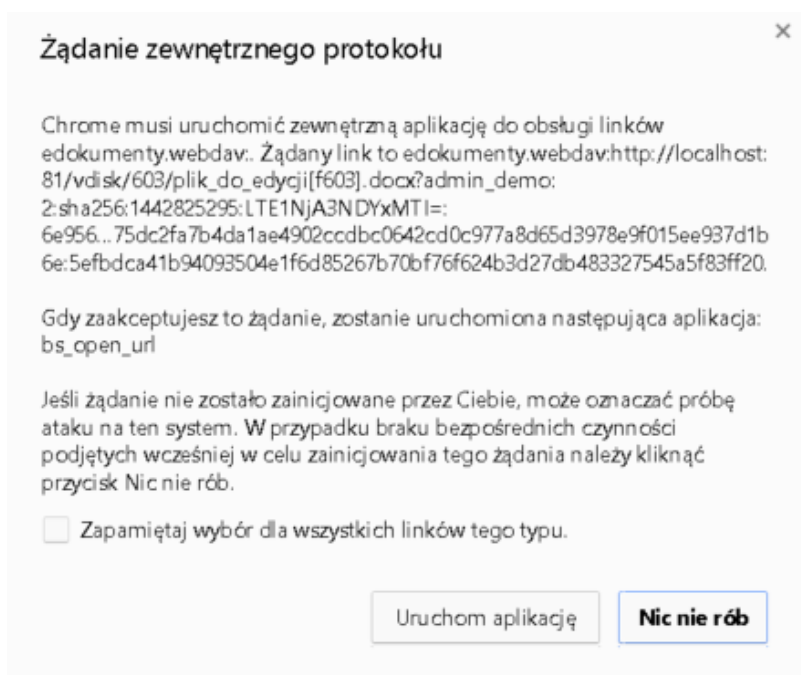 Żądanie zewnętrznego protokołu
Chrome musi uruchomić zewnętrzną aplikację do obsługi linków
edokumenty.webdav:. Żądany link to edokumenty.webdav:http://localhost:
81/vdisk/603/plik_do_edycji[f603].docx?admin_demo:
2:sha256:1442825295:LTE1NjA3NDYxMTI=:
6e956...75dc2fa7b4da1ae4902ccdbc0642cd0c977a8d65d3978e9f015ee937d1b
6e:5efbdca41b94093504e1f6d85267b70bf76f624b3d27db483327545a5f83ff20.
Gdy zaakceptujesz to żądanie, zostanie uruchomiona następująca aplikacja:
bs_open_url
Jeśli żądanie nie zostało zainicjowane przez Ciebie, może oznaczać próbę
ataku na ten system. W przypadku braku bezpośrednich czynności
podjętych wcześniej w celu zainicjowania tego żądania należy kliknąć
przycisk Nic nie rób.
Zapamiętaj wybór dla wszystkich linków tego typu.
Uruchom aplikację
Nic nie rób